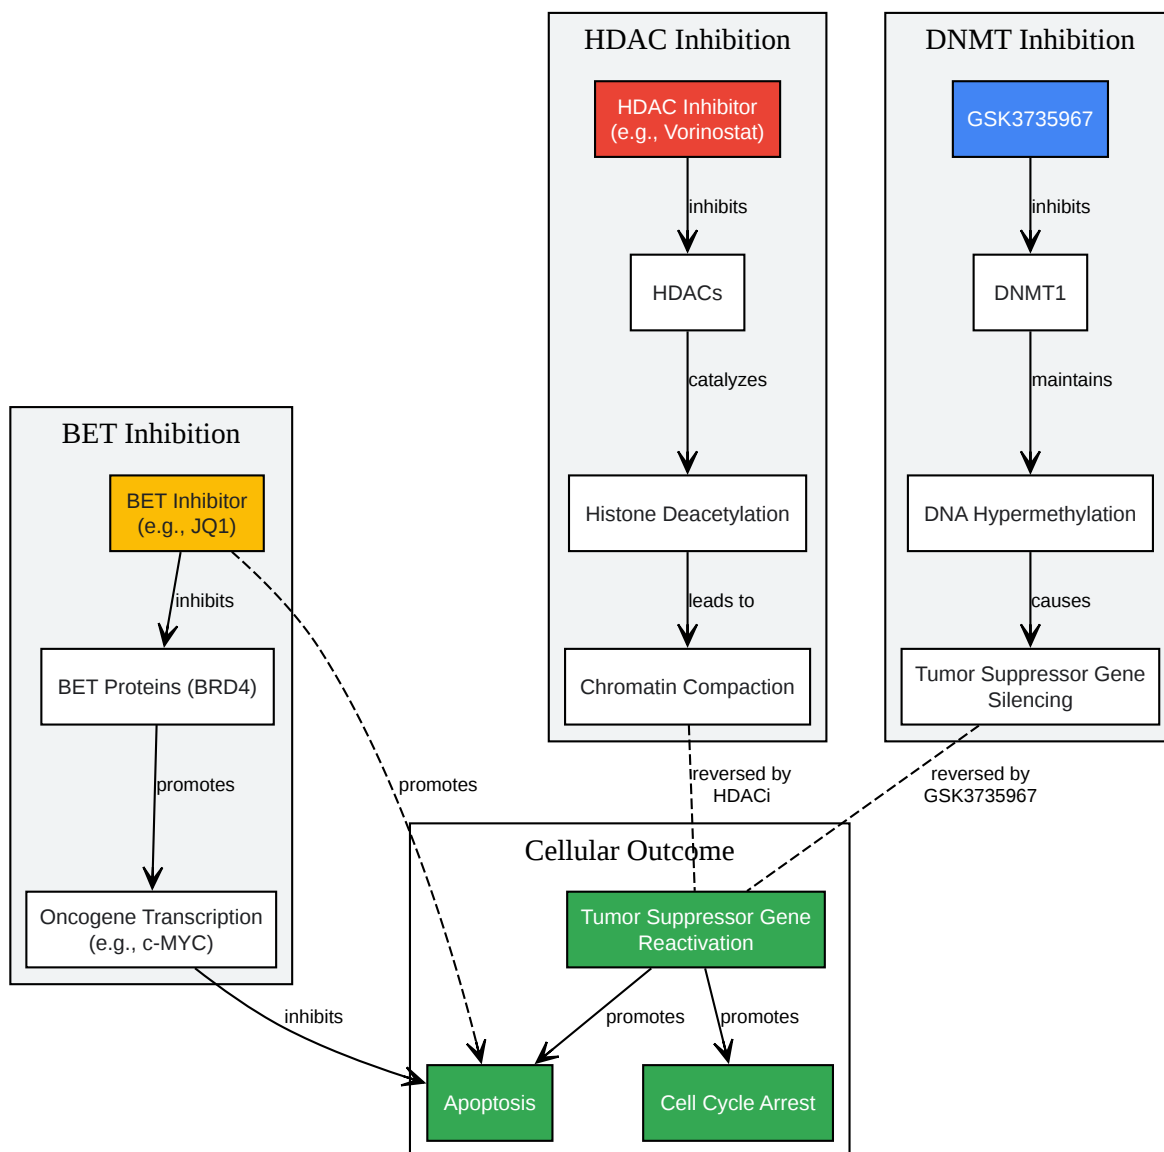 HDAC Inhibition
HDAC Inhibitor
(e.g., Vorinostat)
inhibits
HDACs
catalyzes
Histone Deacetylation
leads to
Chromatin Compaction
reversed by
HDACi
DNMT Inhibition
GSK3735967
inhibits
DNMT1
maintains
DNA Hypermethylation
causes
Tumor Suppressor Gene
Silencing
reversed by
GSK3735967
BET Inhibition
BET Inhibitor
(e.g., JQ1)
inhibits
BET Proteins (BRD4)
promotes
Oncogene Transcription
(e.g., c-MYC)
inhibits
promotes
Cellular Outcome
Tumor Suppressor Gene
Reactivation
promotes
promotes
Apoptosis
Cell Cycle Arrest